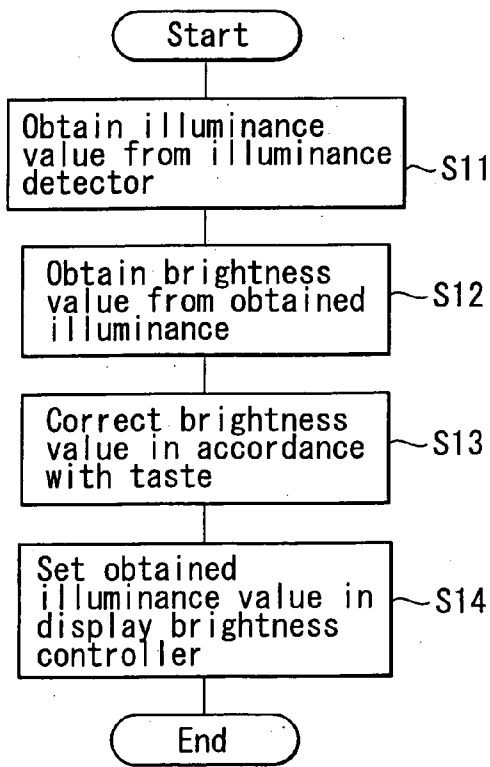 Start
Obtain illuminance
value from illuminance
detector
S11
Obtain brightness
value from obtained
illuminance
S12
Correct brightness
value in accordance
with taste
S13
Set obtained
illuminance value in
display brightness
controller
S14
End